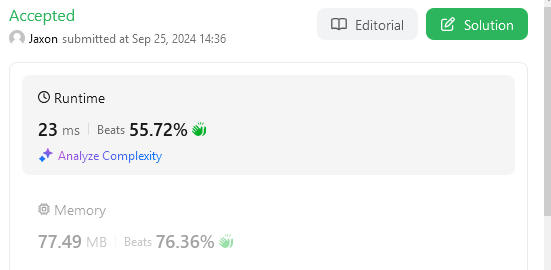 Accepted
Editorial
Solution
Jaxon submitted at Sep 25, 2024 14:36
Runtime
23 ms Beats 55.72%
Analyze Complexity
Memory
77.49 MB Beats 76.36%